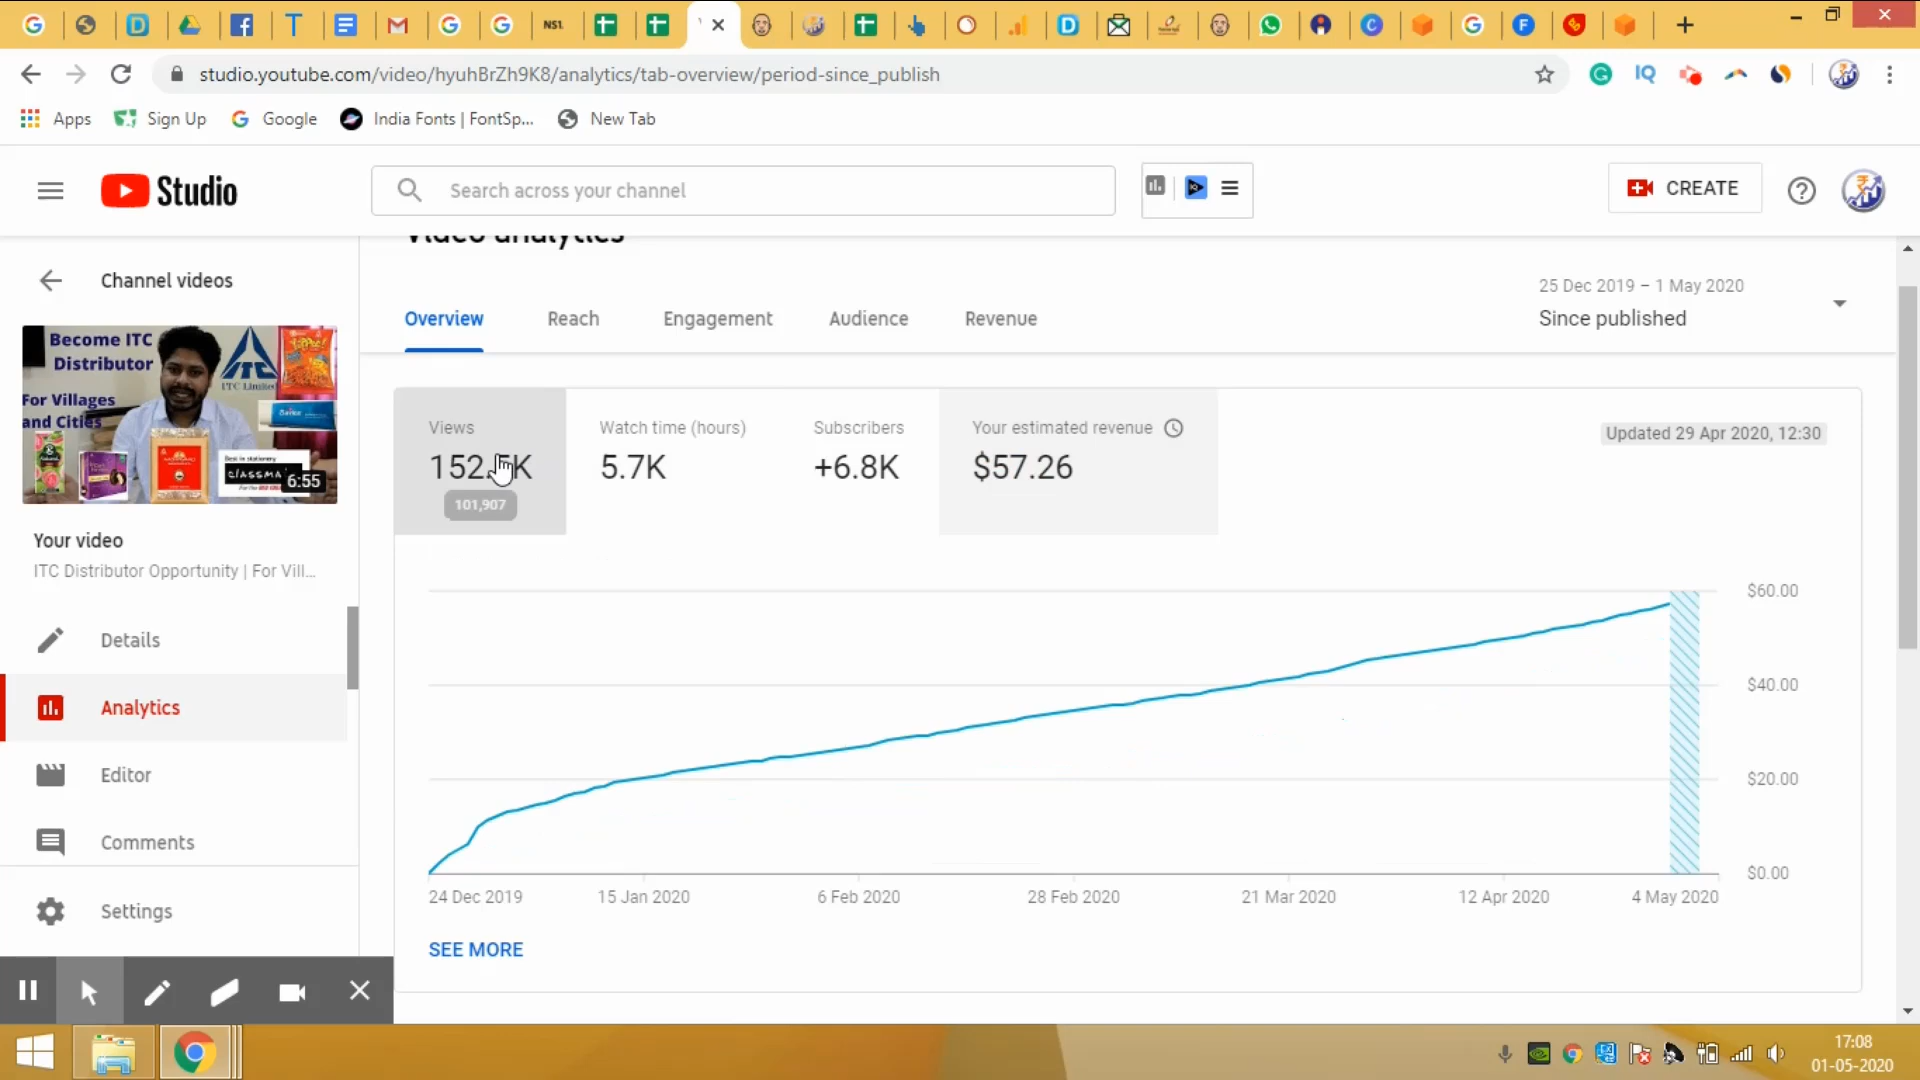 NS1.
studio.youtube.com/video/hyuhBrZh9K8/analytics/tab-overview/period-since_publish
Apps
Sign Up
Google
India Fonts | FontSp...
New Tab
Studio
Search across your channel
CREATE
Video analytics
Channel videos
Become ITC
Distributor
For Villages
and Cities
ITC Limited
6:55
Your video
ITC Distributor Opportunity | For Vill...
Details
Analytics
Editor
Comments
Settings
Overview
Reach
Engagement
Audience
Revenue
25 Dec 2019 – 1 May 2020
Since published
Views
101,907
Watch time (hours)
5.7K
Subscribers
+6.8K
Your estimated revenue
$57.26
Updated 29 Apr 2020, 12:30
$60.00
$40.00
$20.00
$0.00
24 Dec 2019
15 Jan 2020
6 Feb 2020
28 Feb 2020
21 Mar 2020
12 Apr 2020
4 May 2020
SEE MORE
17:08
01-05-2020